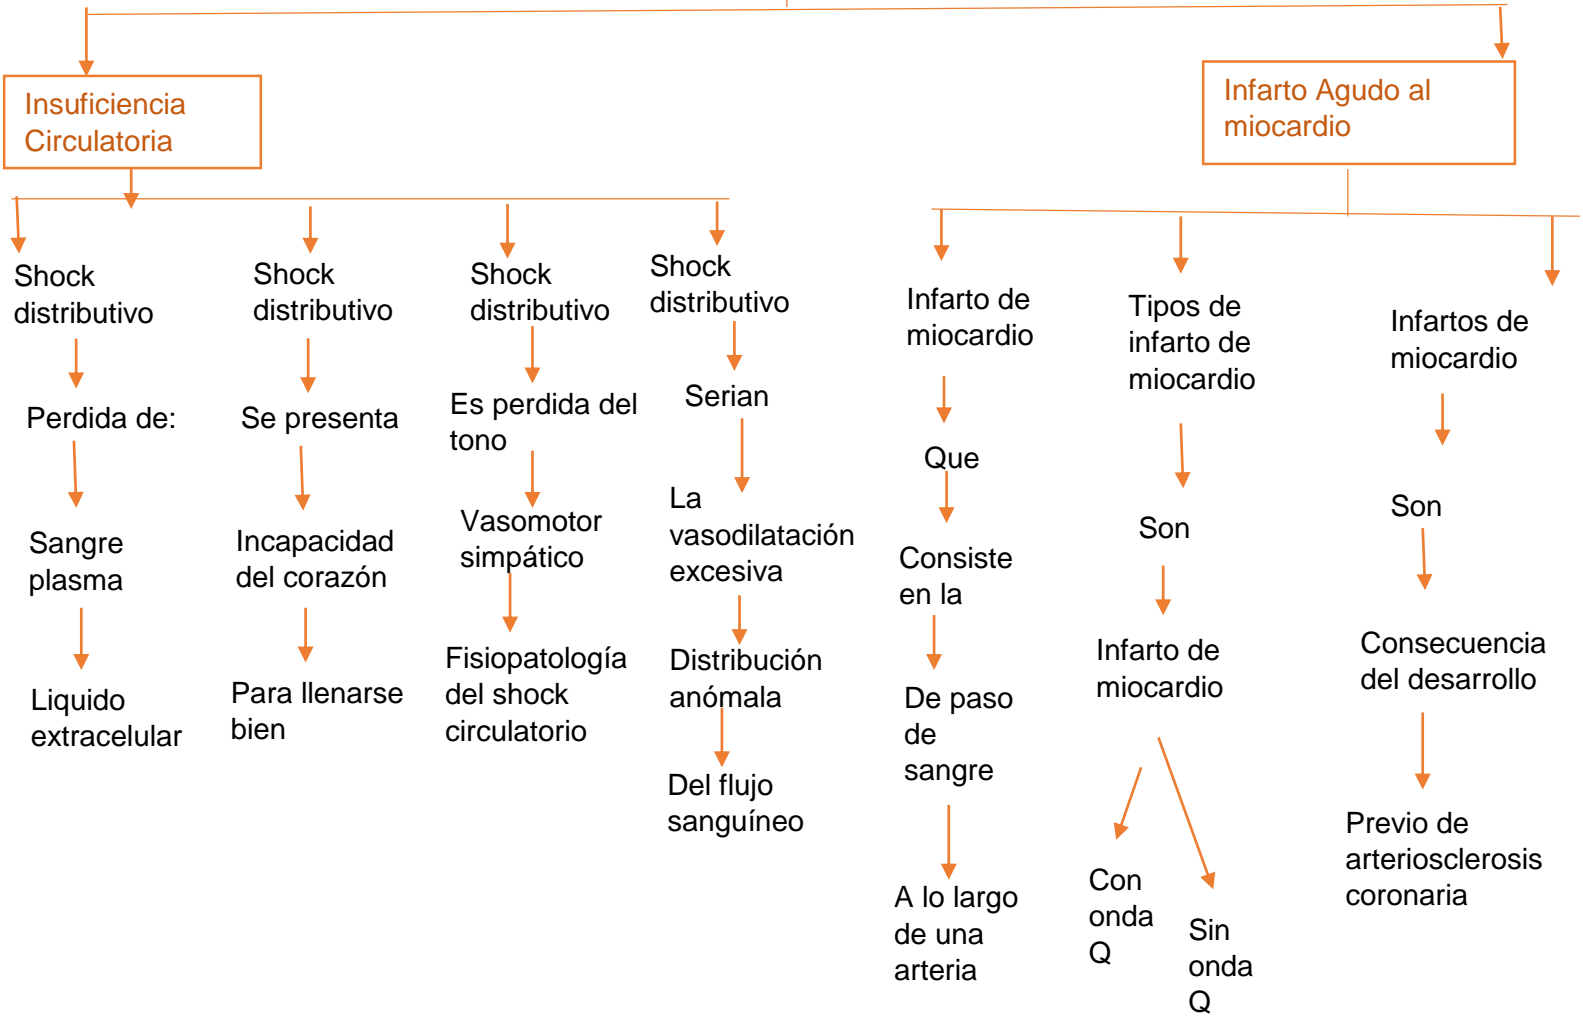 Insuficiencia
Circulatoria
Infarto Agudo al
miocardio
Shock
distributivo
Perdida de:
Sangre
plasma
Liquido
extracelular
Shock
distributivo
Se presenta
Incapacidad
del corazón
Para llenarse
bien
Shock
distributivo
Es perdida del
tono
Vasomotor
simpático
Fisiopatología
del shock
circulatorio
Shock
distributivo
Serian
La
vasodilatación
excesiva
Distribución
anómala
Del flujo
sanguíneo
Infarto de
miocardio
Que
Consiste
en la
De paso
de
sangre
A lo largo
de una
arteria
Tipos de
infarto de
miocardio
Son
Infarto de
miocardio
Con
onda
Q
Sin
onda
Q
Infartos de
miocardio
Son
Consecuencia
del desarrollo
Previo de
arteriosclerosis
coronaria